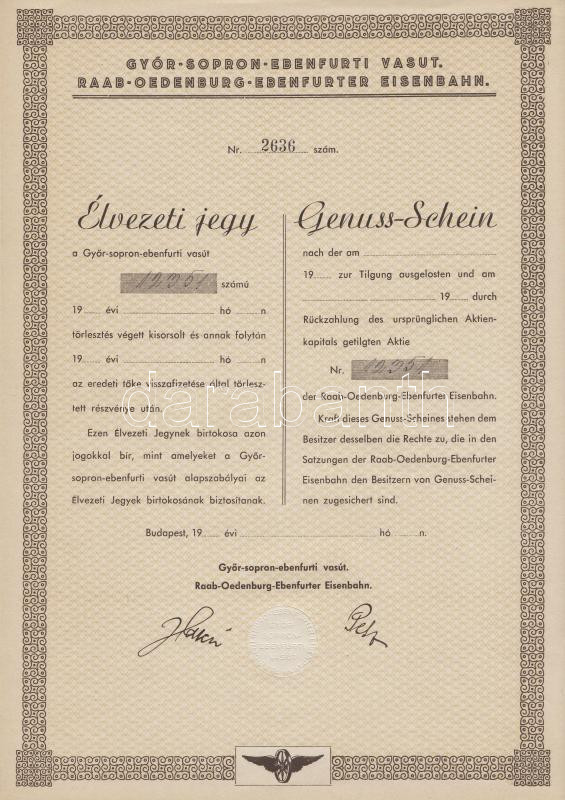 GYŐR-SOPRON-EBENFURTI VASUT.
RAAB-OEDENBURG-EBENFURTER EISENBAHN.
Nr. 2636 szám.
Élvezeti jegy
a Győr-sopron-ebenfurti vasút
12351 számú
19 évi hó n
törlesztés végett kisorsolt és annak folytán
19 évi hó n
az eredeti tőke visszafizetése által törlesz-
tett részvénye után.
Ezen Élvezeti Jegynek birtokosa azon
jogokkal bír, mint amelyeket a Győr-
sopron-ebenfurti vasút alapszabályai az
Élvezeti Jegyek birtokosának biztosítanak.
Genuss-Schein
nach der am
19 zur Tilgung ausgelosten und am
19 durch
Rückzahlung des ursprünglichen Aktien-
kapitals getilgten Aktie
Nr. 12351
der Raab-Oedenburg-Ebenfurter Eisenbahn.
Kraft dieses Genuss-Scheines stehen dem
Besitzer desselben die Rechte zu, die in den
Satzungen der Raab-Oedenburg-Ebenfurter
Eisenbahn den Besitzern von Genuss-Schei-
nen zugesichert sind.
Budapest, 19 évi hó n.
Győr-sopron-ebenfurti vasút.
Raab-Oedenburg-Ebenfurter Eisenbahn.
darabanth